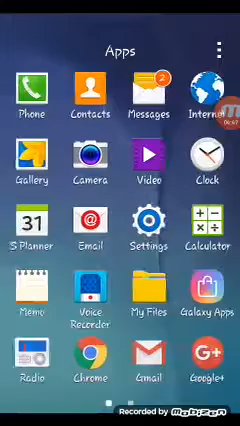 Apps
2
Phone Contacts Messages Internet
Gallery Camera Video Clock
31
S Planner Email Settings Calculator
Memo Voice Recorder My Files Galaxy Apps
Radio Chrome Gmail Google+
Recorded by Mobizen